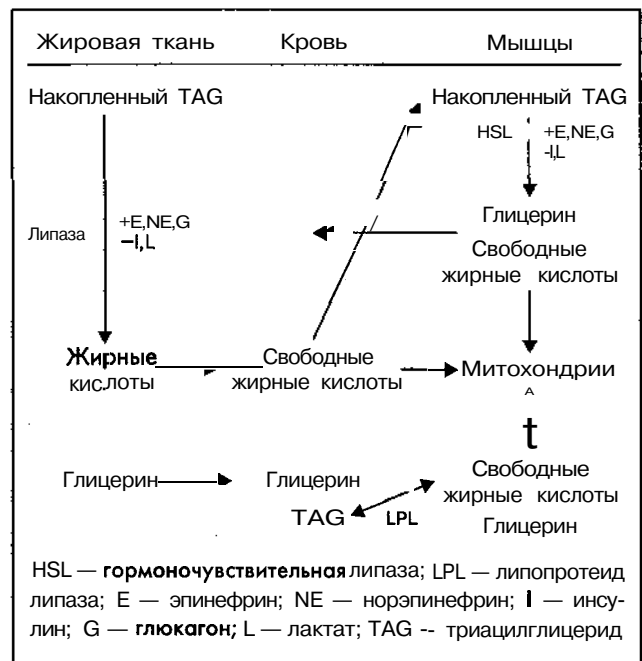 Жировая ткань Кровь Мышцы
Накопленный TAG Накопленный TAG
HSL +E,NE,G
-I,L
Глицерин
Липаза +E,NE,G
–I,L
Свободные
жирные кислоты
Жирные
кислоты
Свободные
жирные кислоты
Митохондрии
А
t
Глицерин Глицерин
Свободные
жирные кислоты
TAG LPL
Глицерин
HSL — гормоночувствительная липаза; LPL — липопротеид
липаза; E — эпинефрин; NE — норэпинефрин; i — инсу-
лин; G — глюкагон; L — лактат; TAG -- триацилглицерид